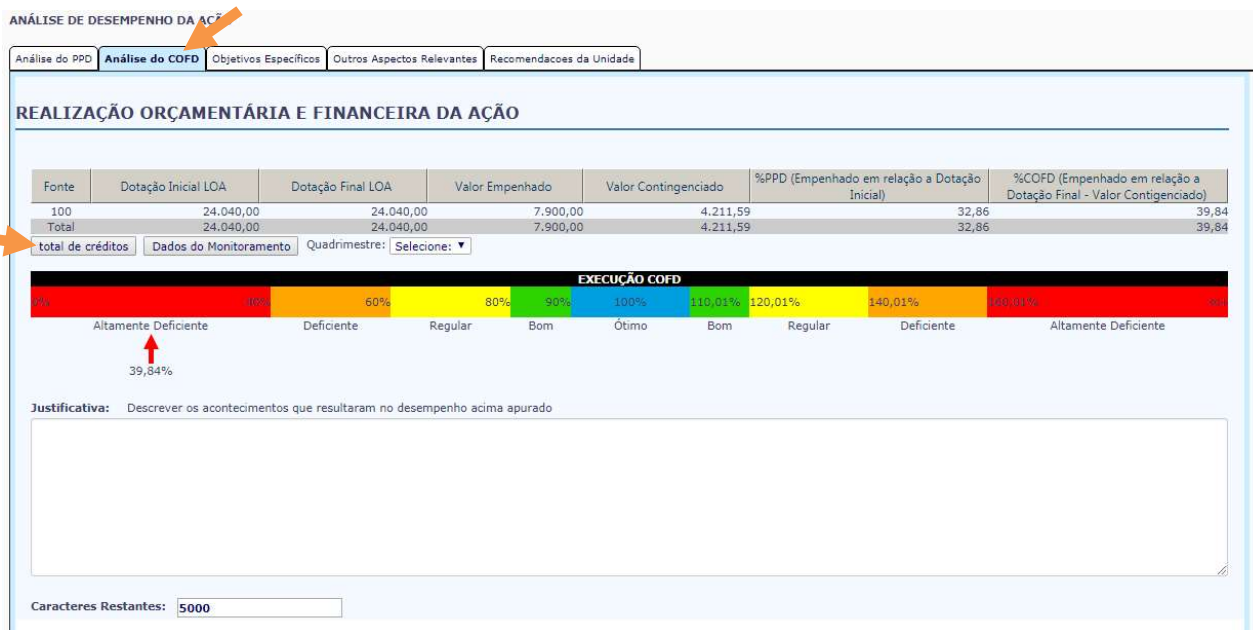 ANÁLISE DE DESEMPENHO DA AÇÃO
Análise do PPD Análise do COFD Objetivos Específicos Outros Aspectos Relevantes Recomendacoes da Unidade
REALIZAÇÃO ORÇAMENTÁRIA E FINANCEIRA DA AÇÃO
Fonte Dotação Inicial LOA Dotação Final LOA Valor Empenhado Valor Contingenciado %PPD (Empenhado em relação a Dotação Inicial) %COFD (Empenhado em relação a Dotação Final - Valor Contigenciado)
100 24.040,00 24.040,00 7.900,00 4.211,59 32,86 39,84
Total 24.040,00 24.040,00 7.900,00 4.211,59 32,86 39,84
total de créditos Dados do Monitoramento Quadrimestre: Selecione:
EXECUÇÃO COFD
0% 40% 60% 80% 90% 100% 110,01% 120,01% 140,01% 160,01%
Altamente Deficiente Deficiente Regular Bom Ótimo Bom Regular Deficiente Altamente Deficiente
39,84%
Justificativa: Descrever os acontecimentos que resultaram no desempenho acima apurado
Caracteres Restantes: 5000